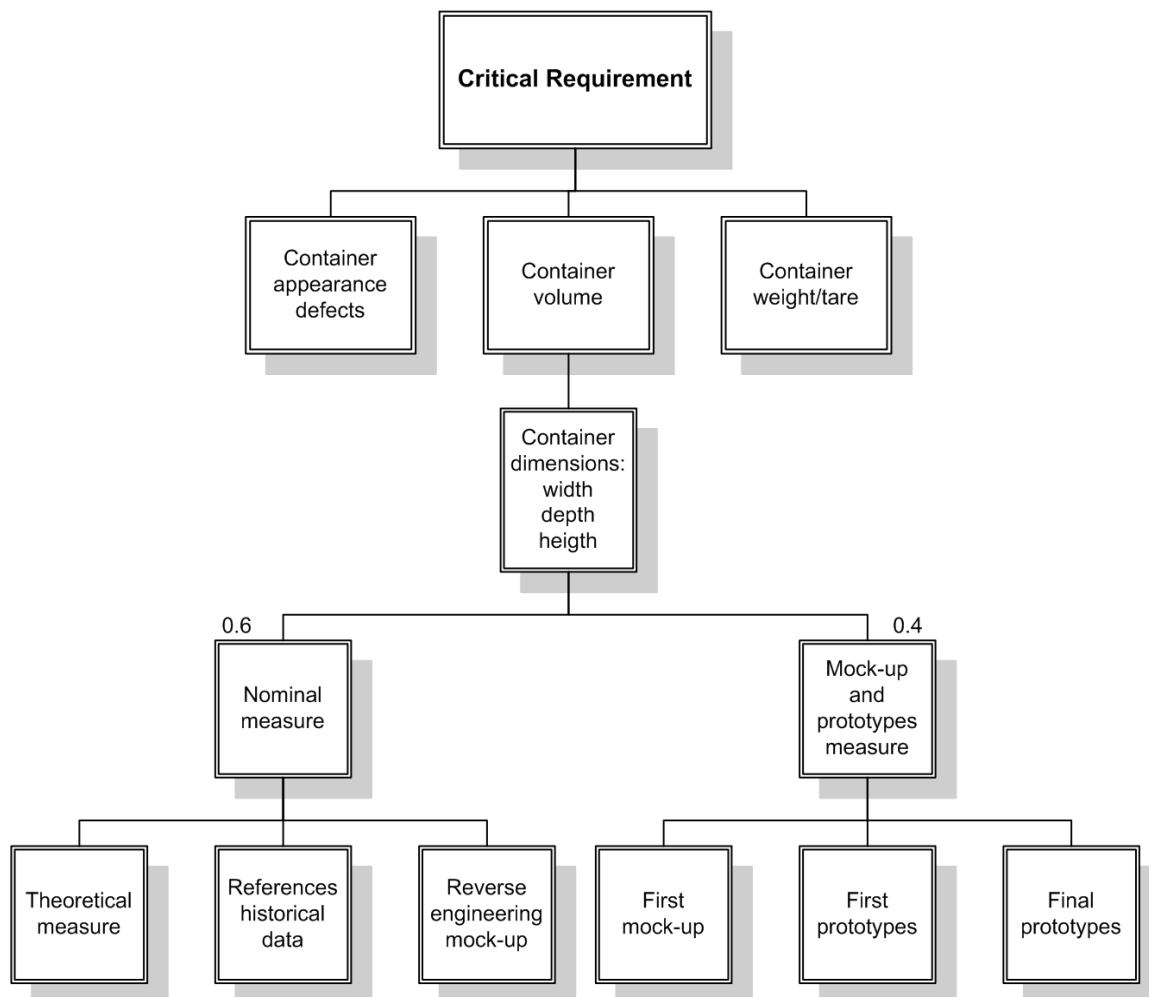 Critical Requirement
Container
appearance
defects
Container
volume
Container
weight/tare
Container
dimensions:
width
depth
heigth
0.6
0.4
Nominal
measure
Mock-up
and
prototypes
measure
Theoretical
measure
References
historical
data
Reverse
engineering
mock-up
First
mock-up
First
prototypes
Final
prototypes